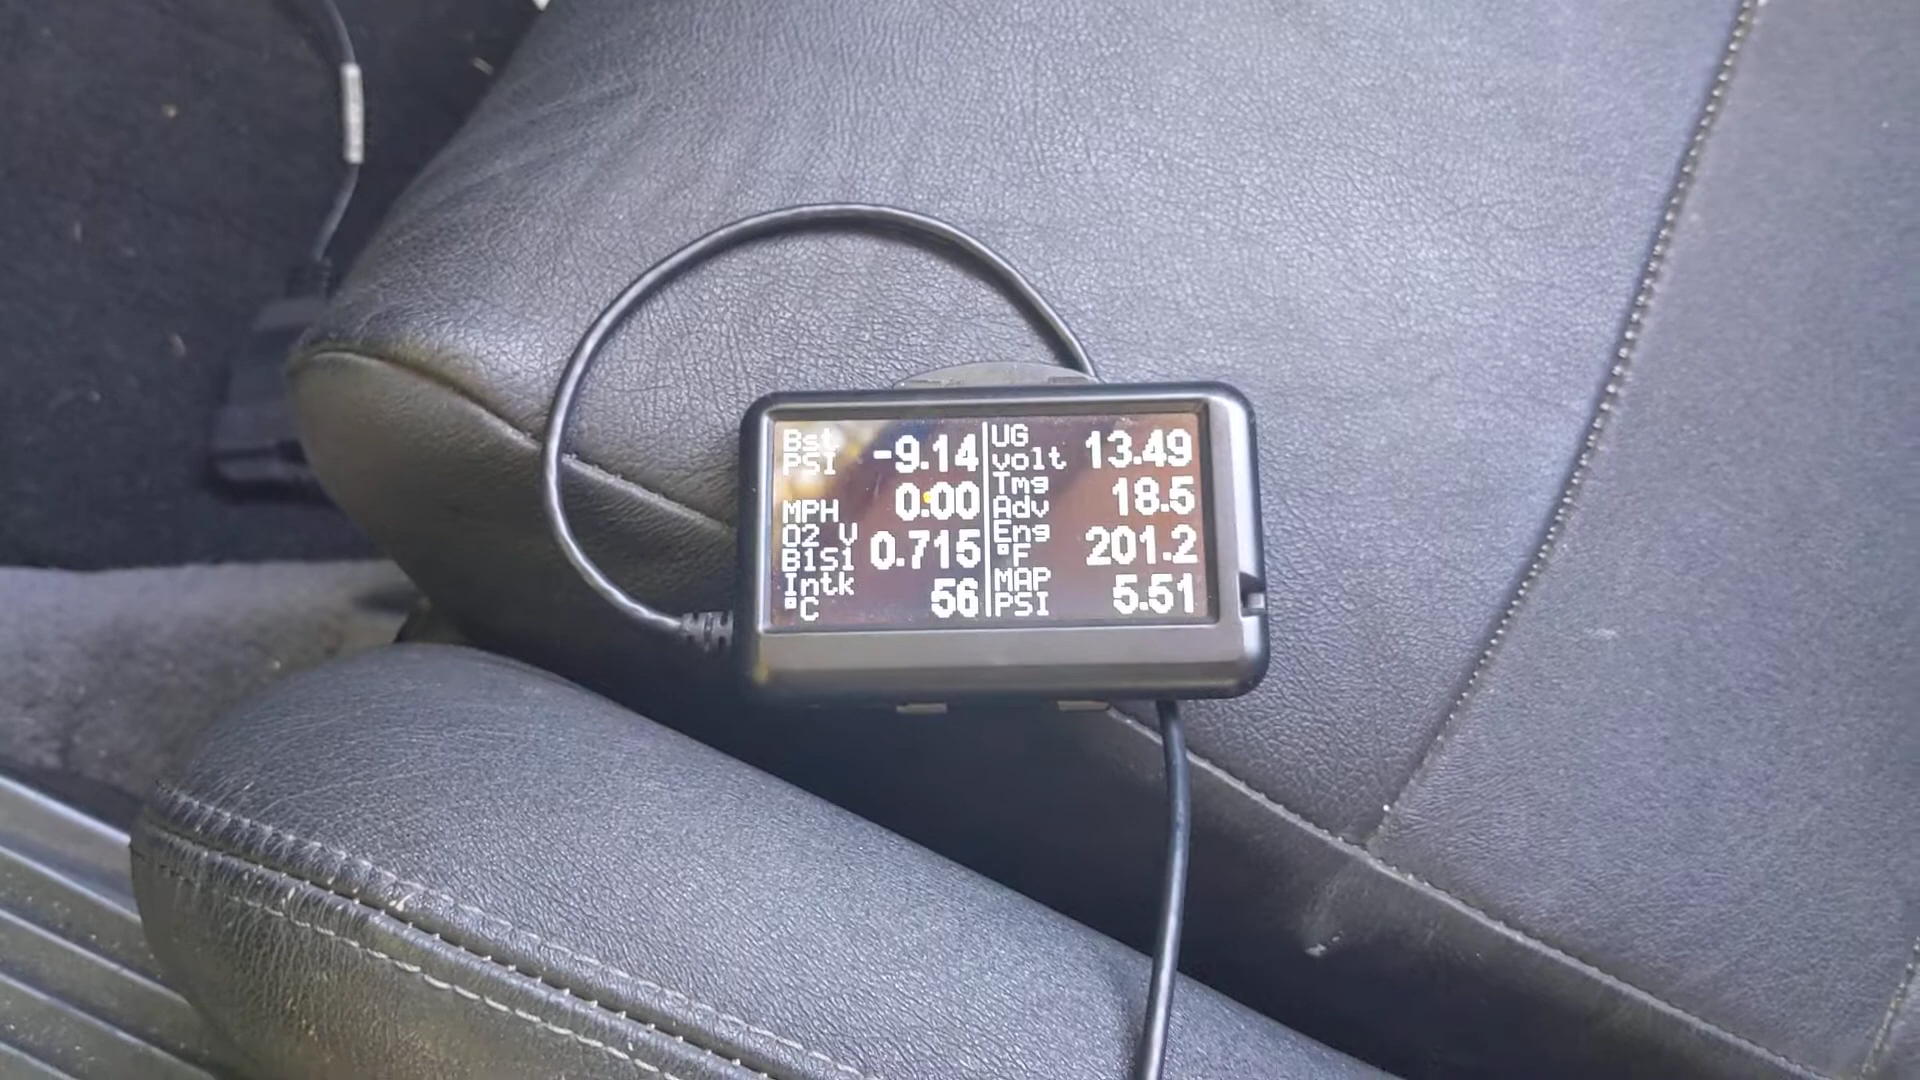 Bst
PSI -9.14
MPH 0.00
O2 V
B1S1 0.715
Intk
°C 56
UG
volt 13.49
Tmg
Adv 18.5
Eng
°F 201.2
MAP
PSI 5.51